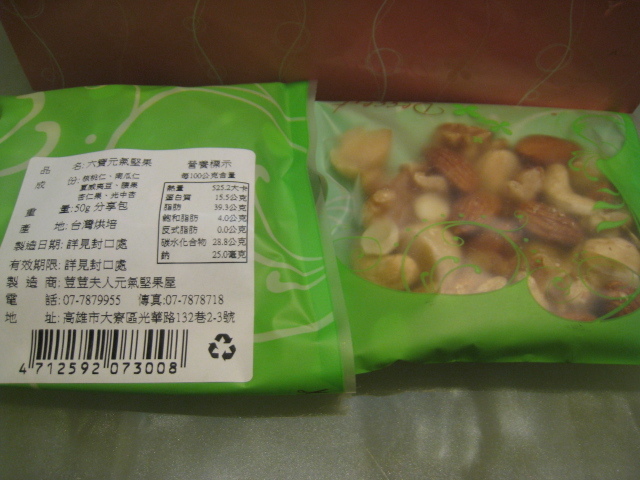 品 名:六寶元氣堅果
成 份:核桃仁、南瓜仁
夏威夷豆、腰果
杏仁果、
重 量:50g 分享包
產 地:台灣烘培
製造日期:詳見封口處
有效期限:詳見封口處
製 造 商:荳荳夫人元氣堅果屋
電 話:07-7879955 傳真:07-7878718
地 址:高雄市大寮區光華路132巷2-3號
4 712592 073008
營養標示
每100公克含量
熱量 525.2大卡
蛋白質 15.5公克
脂肪 39.3公克
飽和脂肪 4.0公克
反式脂肪 0.0公克
碳水化合物 28.8公克
鈉 25.0毫克